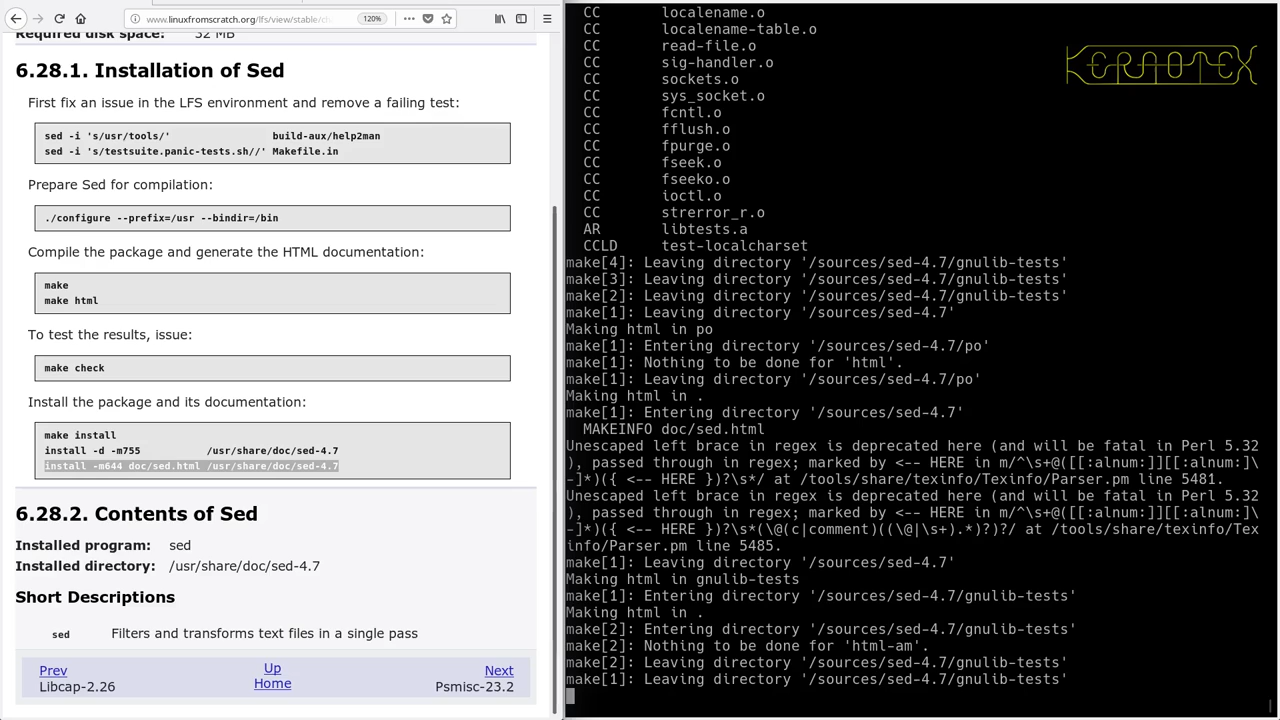 www.linuxfromscratch.org/lfs/view/stable/ch
120%
Required disk space: 32 MB
6.28.1. Installation of Sed
First fix an issue in the LFS environment and remove a failing test:
sed -i 's/usr/tools/' build-aux/help2man
sed -i 's/testsuite.panic-tests.sh//' Makefile.in
Prepare Sed for compilation:
./configure --prefix=/usr --bindir=/bin
Compile the package and generate the HTML documentation:
make
make html
To test the results, issue:
make check
Install the package and its documentation:
make install
install -d -m755 /usr/share/doc/sed-4.7
install -m644 doc/sed.html /usr/share/doc/sed-4.7
6.28.2. Contents of Sed
Installed program: sed
Installed directory: /usr/share/doc/sed-4.7
Short Descriptions
sed Filters and transforms text files in a single pass
Prev Up Next
Libcap-2.26 Home Psmisc-23.2
CC localename.o
CC localename-table.o
CC read-file.o
CC sig-handler.o
CC sockets.o
CC sys_socket.o
CC fcntl.o
CC fflush.o
CC fpurge.o
CC fseek.o
CC fseeko.o
CC ioctl.o
CC strerror_r.o
AR libtests.a
CCLD test-localcharset
make[4]: Leaving directory '/sources/sed-4.7/gnulib-tests'
make[3]: Leaving directory '/sources/sed-4.7/gnulib-tests'
make[2]: Leaving directory '/sources/sed-4.7/gnulib-tests'
make[1]: Leaving directory '/sources/sed-4.7'
Making html in po
make[1]: Entering directory '/sources/sed-4.7/po'
make[1]: Nothing to be done for 'html'.
make[1]: Leaving directory '/sources/sed-4.7/po'
Making html in .
make[1]: Entering directory '/sources/sed-4.7'
MAKEINFO doc/sed.html
Unescaped left brace in regex is deprecated here (and will be fatal in Perl 5.32
), passed through in regex; marked by <-- HERE in m/^\s+@([[:alnum:]][[:alnum:]\
-]*)({ <-- HERE })?\s*/ at /tools/share/texinfo/Texinfo/Parser.pm line 5481.
Unescaped left brace in regex is deprecated here (and will be fatal in Perl 5.32
), passed through in regex; marked by <-- HERE in m/^\s+@([[:alnum:]][[:alnum:]\
-]*)({ <-- HERE })?\s*(\@(c|comment)((\@|\s+).*)?)?/ at /tools/share/texinfo/Tex
info/Parser.pm line 5485.
make[1]: Leaving directory '/sources/sed-4.7'
Making html in gnulib-tests
make[1]: Entering directory '/sources/sed-4.7/gnulib-tests'
Making html in .
make[2]: Entering directory '/sources/sed-4.7/gnulib-tests'
make[2]: Nothing to be done for 'html-am'.
make[2]: Leaving directory '/sources/sed-4.7/gnulib-tests'
make[1]: Leaving directory '/sources/sed-4.7/gnulib-tests'